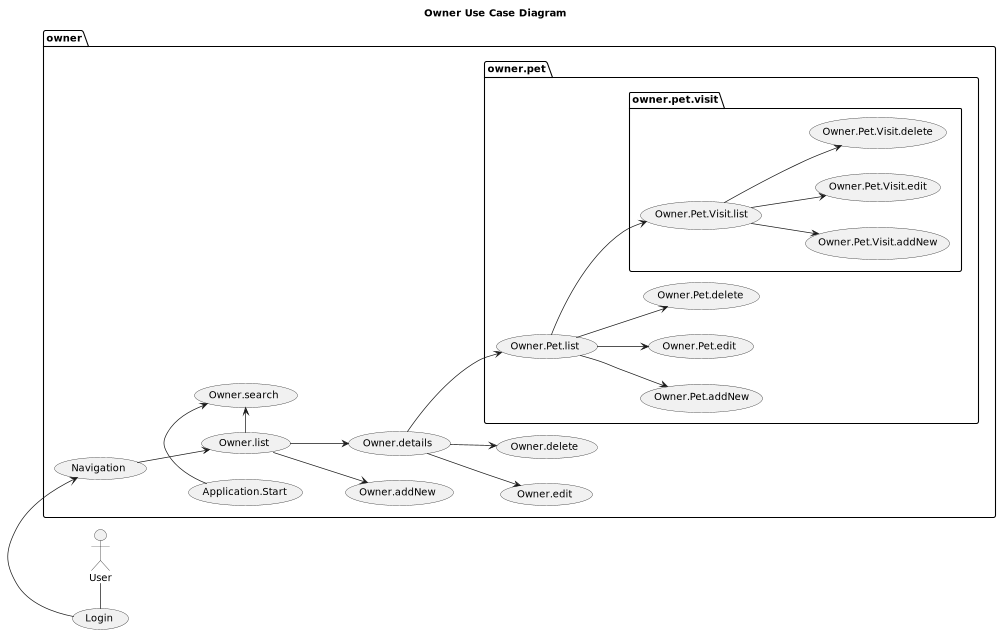 Owner Use Case Diagram
owner
owner.pet
owner.pet.visit
Owner.Pet.Visit.delete
Owner.Pet.Visit.edit
Owner.Pet.Visit.list
Owner.Pet.Visit.addNew
Owner.Pet.delete
Owner.Pet.list
Owner.Pet.edit
Owner.search
Owner.Pet.addNew
Owner.list
Owner.details
Owner.delete
Navigation
Application.Start
Owner.addNew
Owner.edit
User
Login